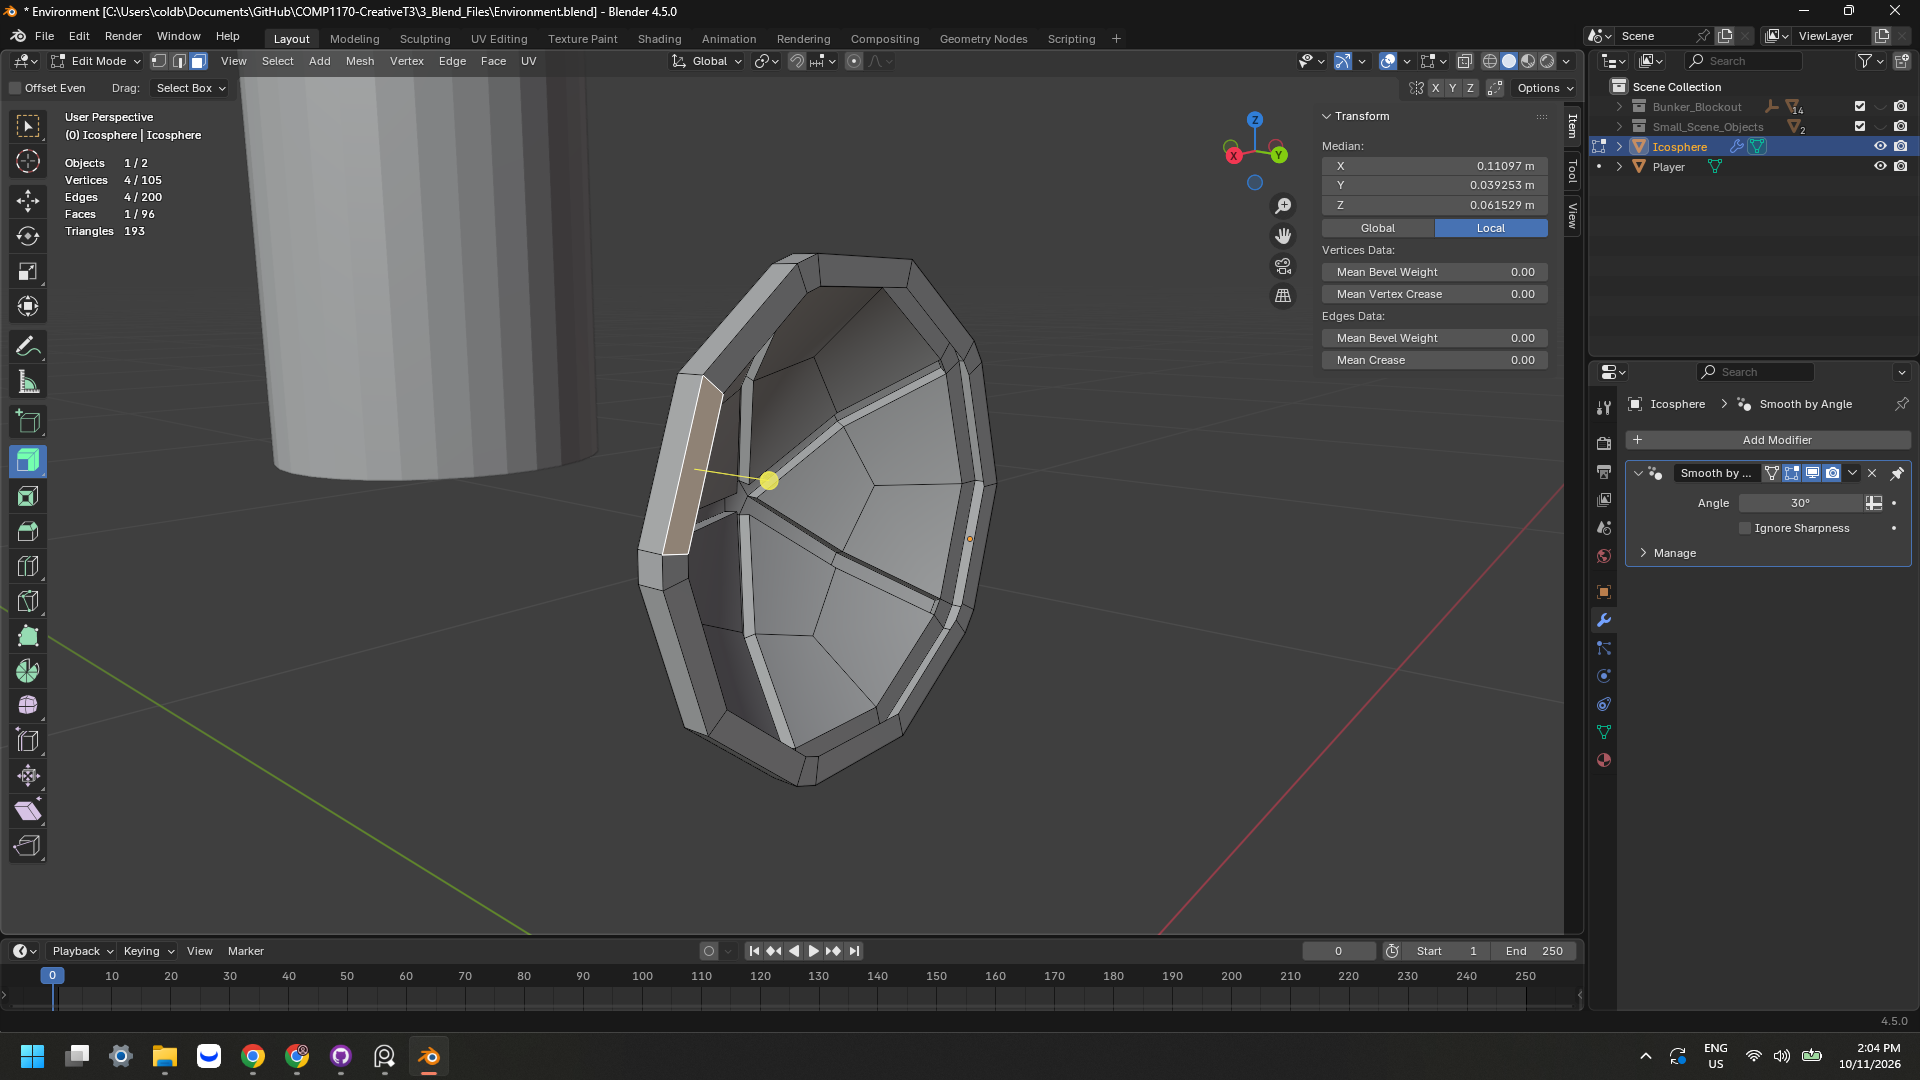 * Environment [C:\Users\coldb\Documents\GitHub\COMP1170-CreativeT3\3_Blend_Files\Environment.blend] - Blender 4.5.0
File Edit Render Window Help
Layout Modeling Sculpting UV Editing Texture Paint Shading Animation Rendering Compositing Geometry Nodes Scripting +
Scene
ViewLayer
Edit Mode
View Select Add Mesh Vertex Edge Face UV
Global
Offset Even
Drag: Select Box
X Y Z
Options
User Perspective
(0) Icosphere | Icosphere
Objects 1 / 2
Vertices 4 / 105
Edges 4 / 200
Faces 1 / 96
Triangles 193
Z
X
Y
Transform
Median:
X 0.11097 m
Y 0.039253 m
Z 0.061529 m
Global Local
Vertices Data:
Mean Bevel Weight 0.00
Mean Vertex Crease 0.00
Edges Data:
Mean Bevel Weight 0.00
Mean Crease 0.00
Item
Tool
View
Search
Scene Collection
Bunker_Blockout 14
Small_Scene_Objects 2
Icosphere
Player
Search
Icosphere > Smooth by Angle
+ Add Modifier
Smooth by ...
Angle 30°
Ignore Sharpness
Manage
Playback Keying View Marker
0
Start 1
End 250
0 10 20 30 40 50 60 70 80 90 100 110 120 130 140 150 160 170 180 190 200 210 220 230 240 250
4.5.0
ENG
US
2:04 PM
10/11/2026